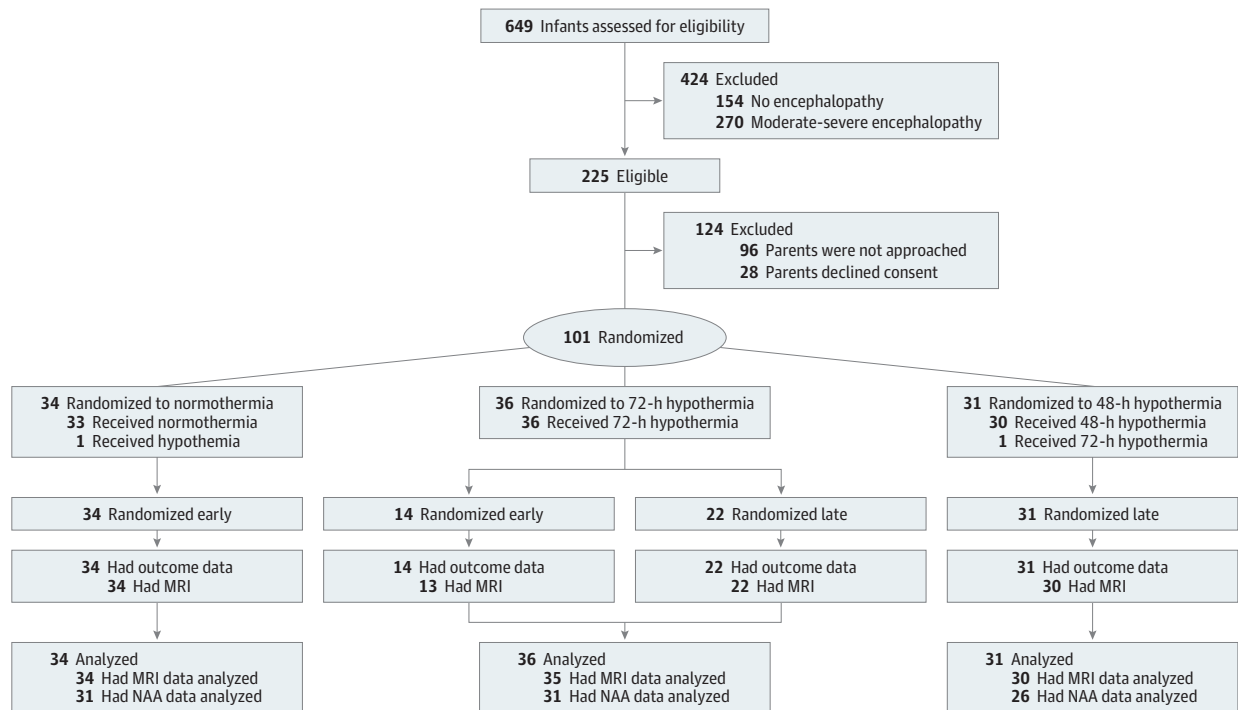 649 Infants assessed for eligibility
424 Excluded
154 No encephalopathy
270 Moderate-severe encephalopathy
225 Eligible
124 Excluded
96 Parents were not approached
28 Parents declined consent
101 Randomized
34 Randomized to normothermia
33 Received normothermia
1 Received hypothemia
36 Randomized to 72-h hypothermia
36 Received 72-h hypothermia
31 Randomized to 48-h hypothermia
30 Received 48-h hypothermia
1 Received 72-h hypothermia
34 Randomized early
14 Randomized early
22 Randomized late
31 Randomized late
34 Had outcome data
34 Had MRI
14 Had outcome data
13 Had MRI
22 Had outcome data
22 Had MRI
31 Had outcome data
30 Had MRI
34 Analyzed
34 Had MRI data analyzed
31 Had NAA data analyzed
36 Analyzed
35 Had MRI data analyzed
31 Had NAA data analyzed
31 Analyzed
30 Had MRI data analyzed
26 Had NAA data analyzed